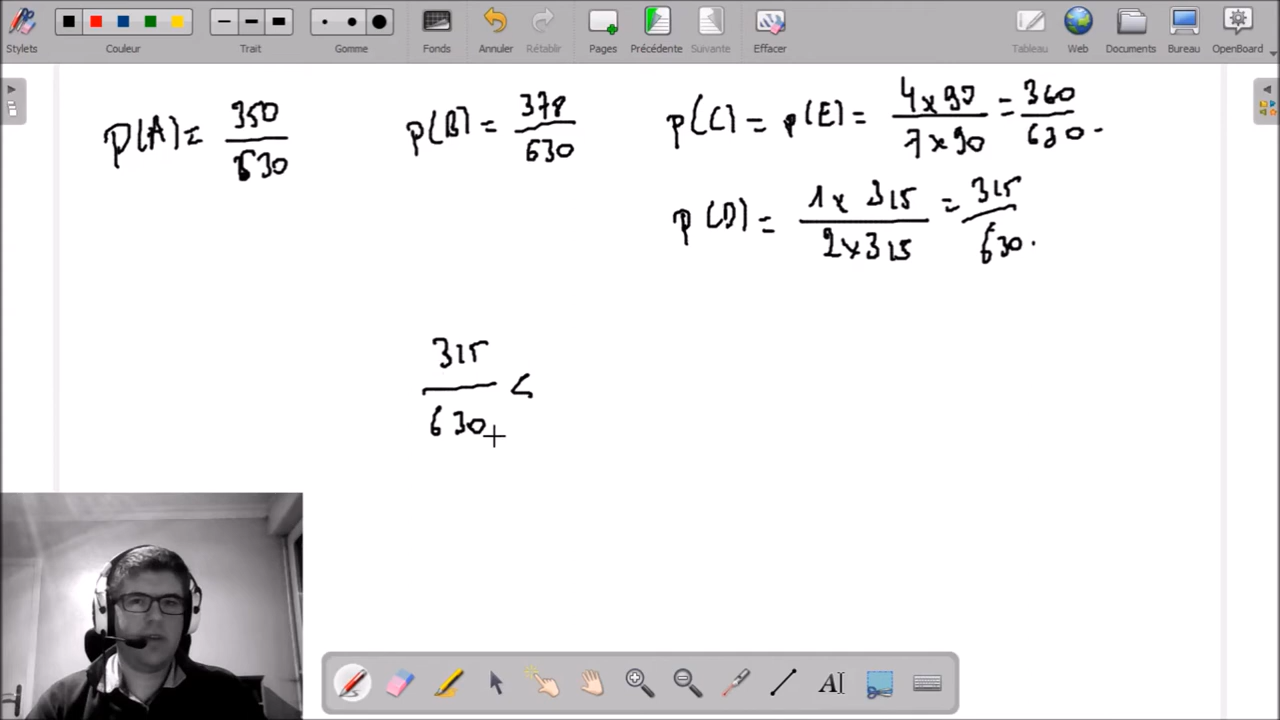 Stylets Couleur Trait Gomme Fonds Annuler Rétablir Pages Précédente Suivante Effacer Tableau Web Documents Bureau OpenBoard
p(A) = 350/630 p(B) = 378/630 p(C) = p(E) = 4 x 90/7 x 90 = 360/630.
p(D) = 1 x 315/2 x 315 = 315/630.
315/630 <
AI